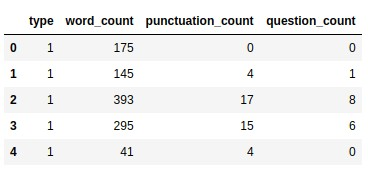 type word_count punctuation_count question_count
0 1 175 0 0
1 1 145 4 1
2 1 393 17 8
3 1 295 15 6
4 1 41 4 0